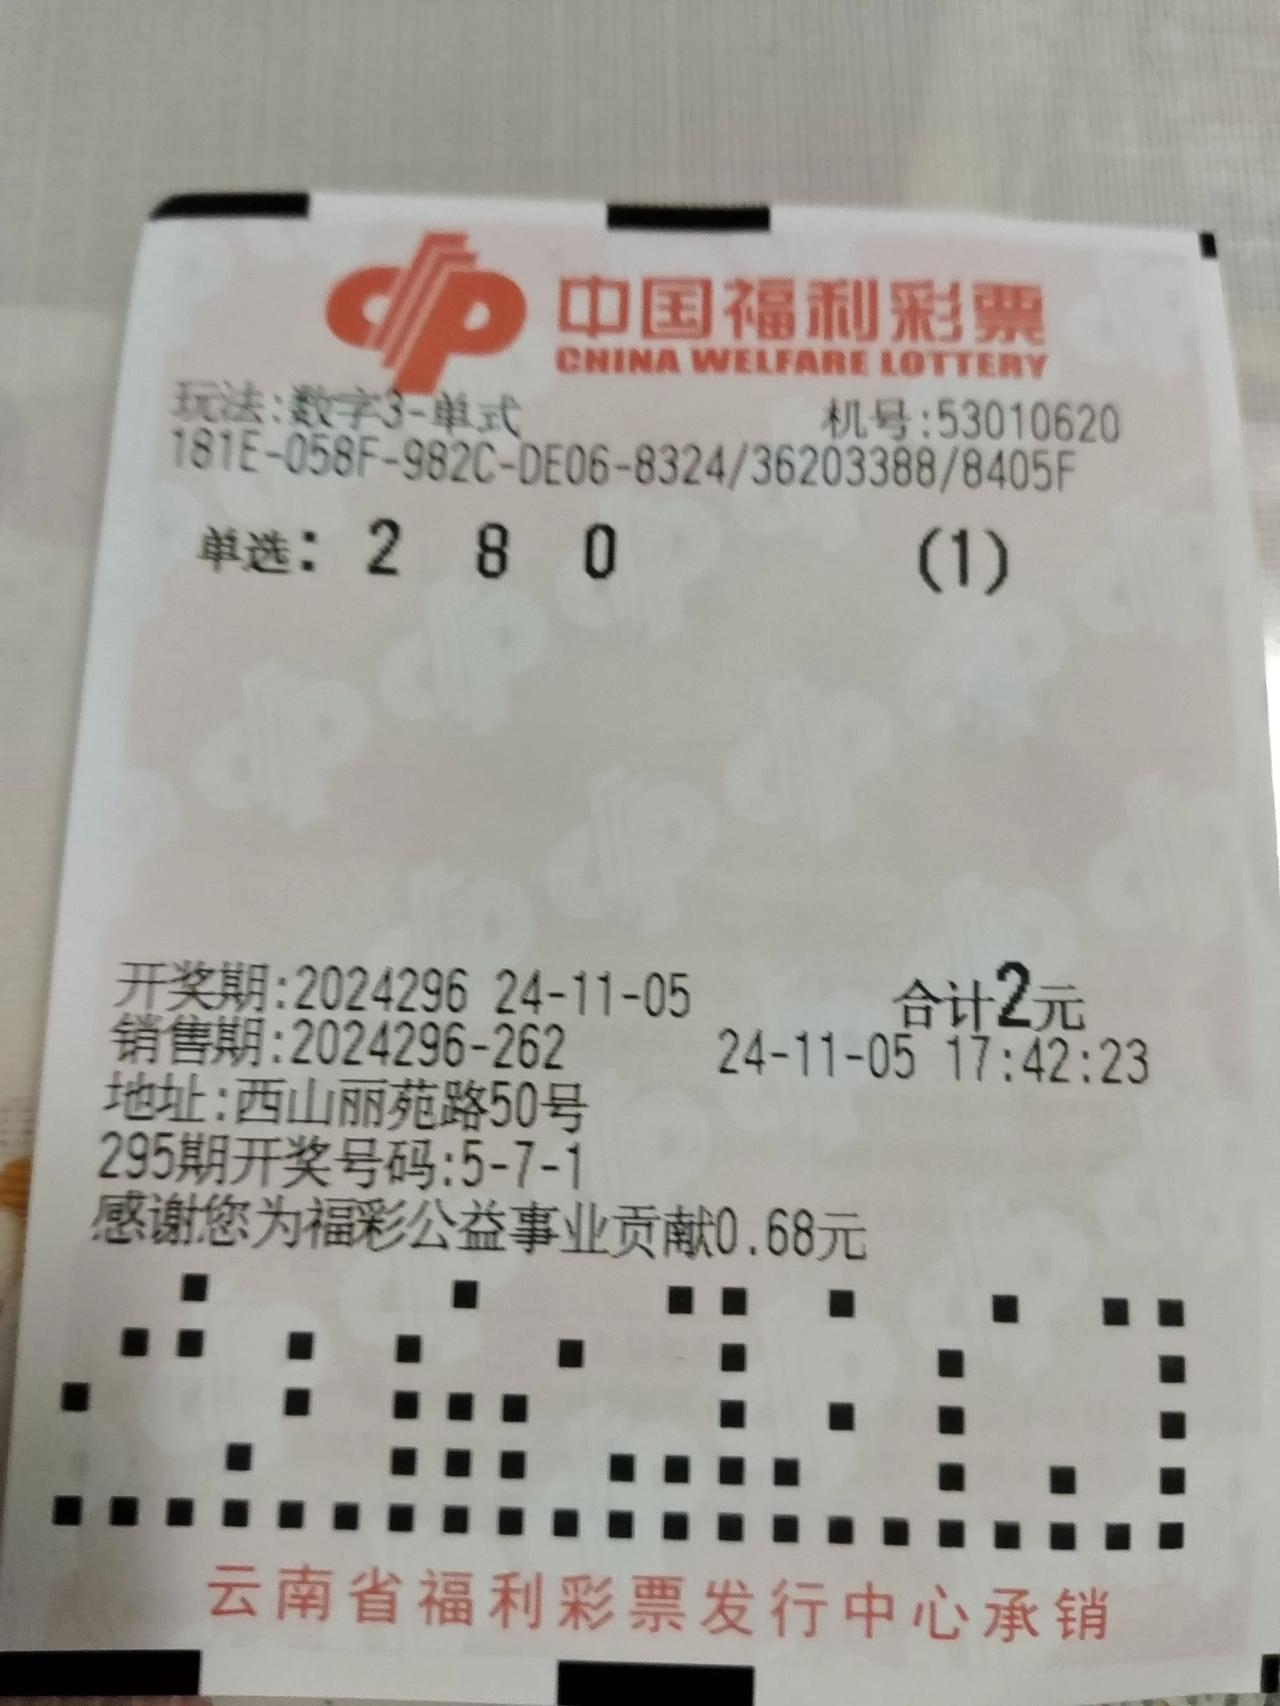 中国福利彩票
CHINA WELFARE LOTTERY
玩法:数字3-单式 机号:53010620
181E-058F-982C-DE06-8324/36203388/8405F
单选: 2 8 0 (1)
开奖期:2024296 24-11-05 合计2元
销售期:2024296-262 24-11-05 17:42:23
地址:西山丽苑路50号
295期开奖号码:5-7-1
感谢您为福彩公益事业贡献0.68元
云南省福利彩票发行中心承销